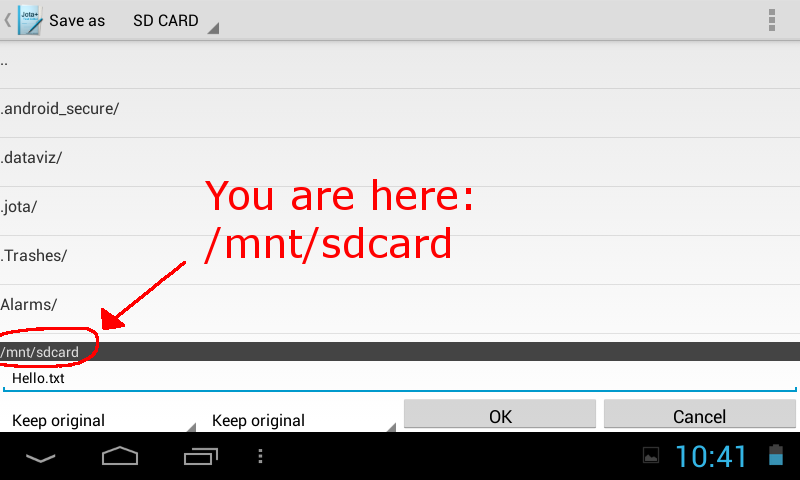 Jota+
Save as
SD CARD
..
.android_secure/
.dataviz/
.jota/
.Trashes/
Alarms/
You are here:
/mnt/sdcard
/mnt/sdcard
Hello.txt
Keep original
Keep original
OK
Cancel
10:41